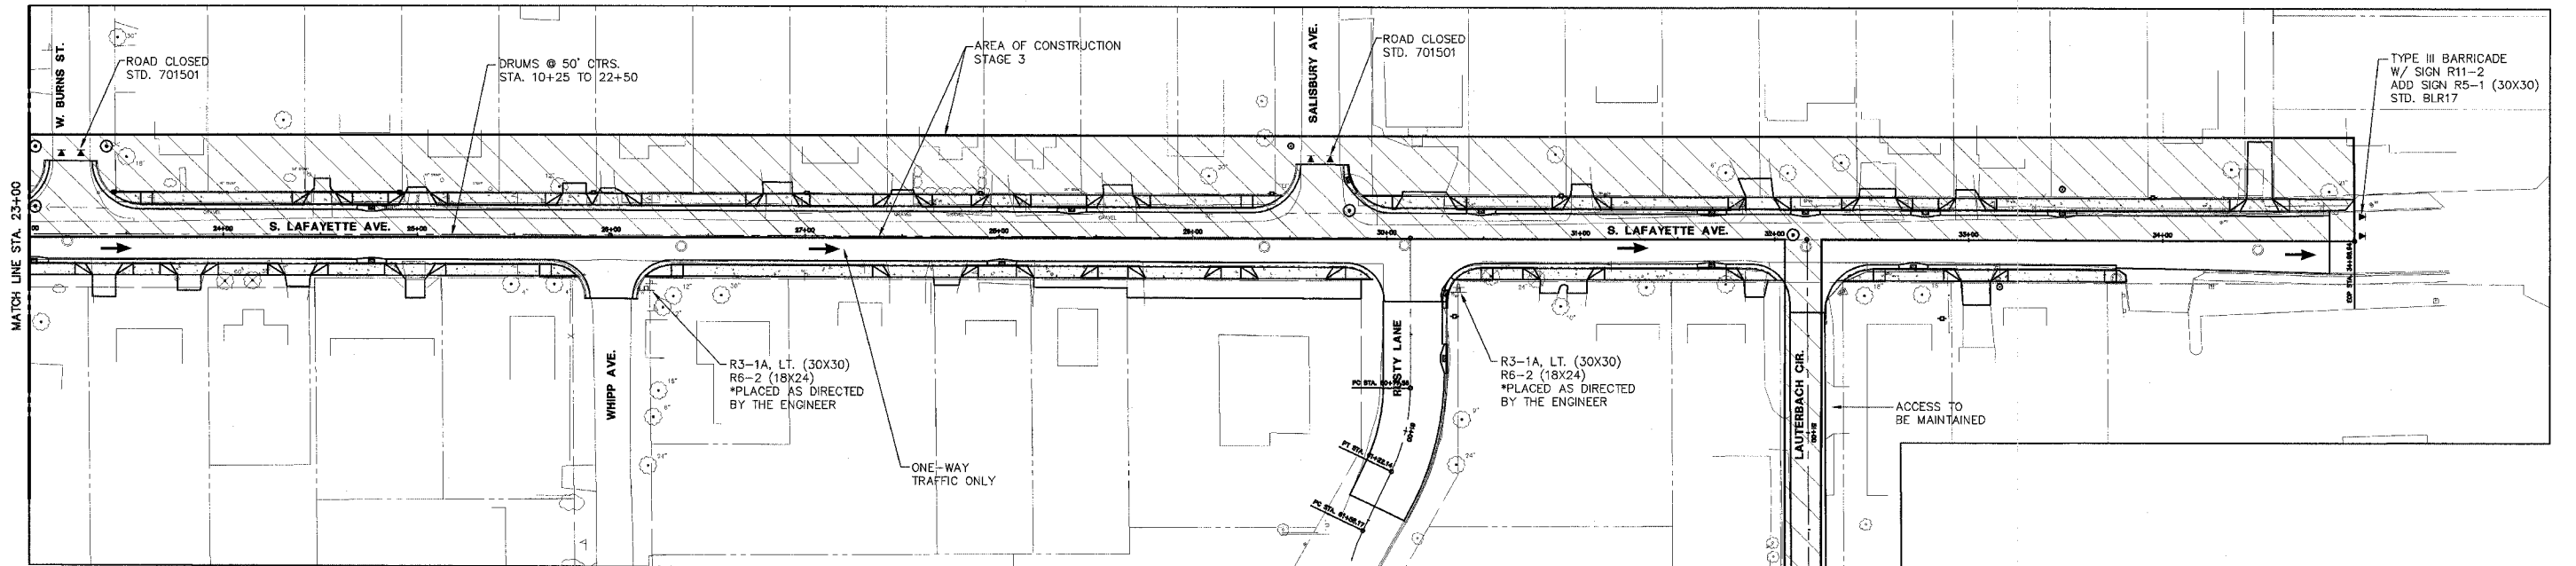 W. BURNS ST.
ROAD CLOSED
STD. 701501
DRUMS @ 50' CTRS.
STA. 10+25 TO 22+50
AREA OF CONSTRUCTION
STAGE 3
SALISBURY AVE.
ROAD CLOSED
STD. 701501
TYPE III BARRICADE
W/ SIGN R11-2
ADD SIGN R5-1 (30X30)
STD. BLR17
MATCH LINE STA. 23+00
S. LAFAYETTE AVE.
24+00
25+00
26+00
27+00
28+00
29+00
30+00
31+00
S. LAFAYETTE AVE.
32+00
33+00
34+00
WHIPP AVE.
R3-1A, LT. (30X30)
R6-2 (18X24)
*PLACED AS DIRECTED
BY THE ENGINEER
ONE-WAY
TRAFFIC ONLY
RUSTY LANE
R3-1A, LT. (30X30)
R6-2 (18X24)
*PLACED AS DIRECTED
BY THE ENGINEER
LAUTERBACH CIR.
ACCESS TO
BE MAINTAINED